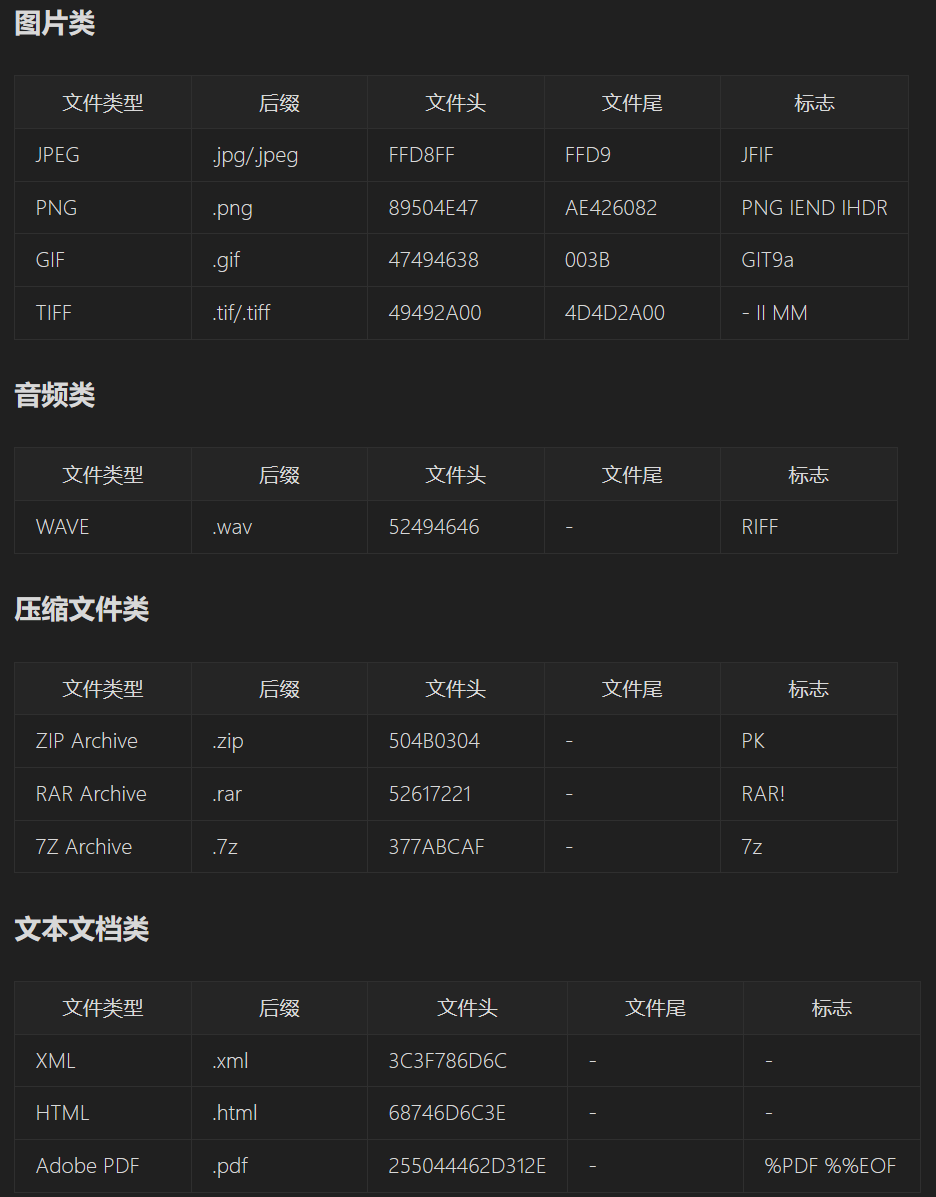 图片类
文件类型 后缀 文件头 文件尾 标志
JPEG .jpg/.jpeg FFD8FF FFD9 JFIF
PNG .png 89504E47 AE426082 PNG IEND IHDR
GIF .gif 47494638 003B GIT9a
TIFF .tif/.tiff 49492A00 4D4D2A00 - II MM
音频类
文件类型 后缀 文件头 文件尾 标志
WAVE .wav 52494646 - RIFF
压缩文件类
文件类型 后缀 文件头 文件尾 标志
ZIP Archive .zip 504B0304 - PK
RAR Archive .rar 52617221 - RAR!
7Z Archive .7z 377ABCAF - 7z
文本文档类
文件类型 后缀 文件头 文件尾 标志
XML .xml 3C3F786D6C - -
HTML .html 68746D6C3E - -
Adobe PDF .pdf 255044462D312E - %PDF %%EOF